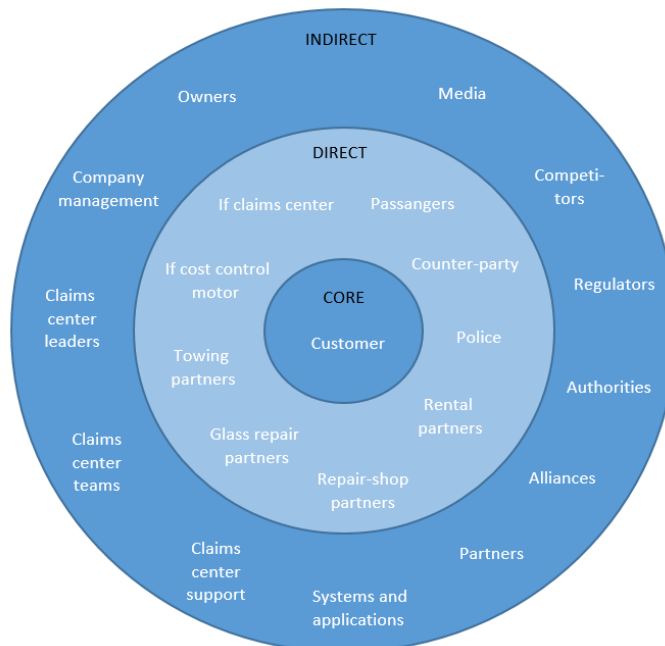 INDIRECT
Owners
Media
Company
management
Competi-
tors
Regulators
Claims
center
leaders
Authorities
Claims
center
teams
Alliances
Partners
Claims
center
support
Systems and
applications
DIRECT
If claims center
Passangers
If cost control
motor
Counter-party
Towing
partners
Police
Glass repair
partners
Rental
partners
Repair-shop
partners
CORE
Customer